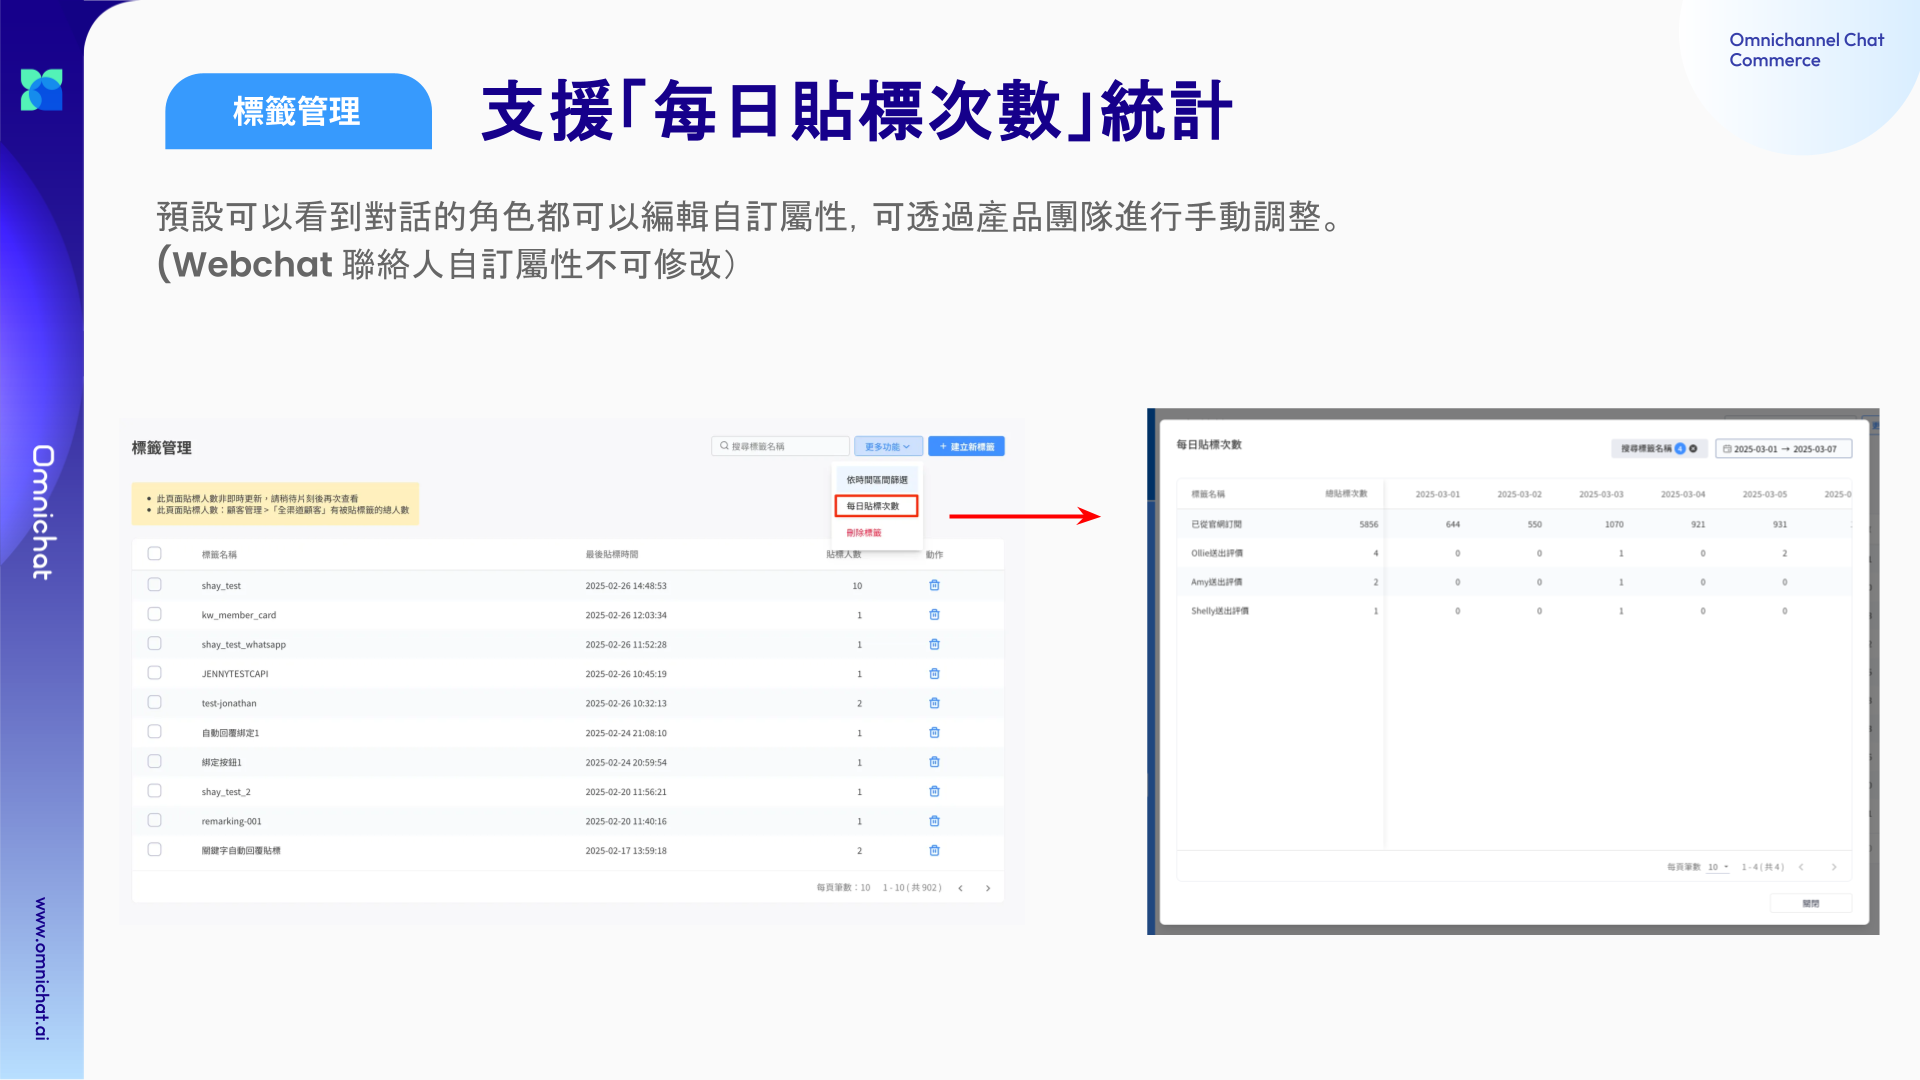 Omnichannel Chat
Commerce
標籤管理
支援「每日貼標次數」統計
預設可以看到對話的角色都可以編輯自訂屬性，可透過產品團隊進行手動調整。
(Webchat 聯絡人自訂屬性不可修改）
標籤管理
搜尋標籤名稱
更多功能
+ 建立新標籤
依時間區間篩選
每日貼標次數
刪除標籤
• 此頁面貼標人數非即時更新，請稍待片刻後再次查看
• 此頁面貼標人數：顧客管理 >「全渠道顧客」有被貼標籤的總人數
標籤名稱 最後貼標時間 貼標人數 動作
shay_test 2025-02-26 14:48:53 10
kw_member_card 2025-02-26 12:03:34 1
shay_test_whatsapp 2025-02-26 11:52:28 1
JENNYTESTCAPI 2025-02-26 10:45:19 1
test-jonathan 2025-02-26 10:32:13 2
自動回覆綁定1 2025-02-24 21:08:10 1
綁定按鈕1 2025-02-24 20:59:54 1
shay_test_2 2025-02-20 11:56:21 1
remarking-001 2025-02-20 11:40:16 1
關鍵字自動回覆貼標 2025-02-17 13:59:18 2
每頁筆數：10 1 - 10 ( 共 902 )
每日貼標次數
搜尋標籤名稱 4
2025-03-01 → 2025-03-07
標籤名稱 總貼標次數 2025-03-01 2025-03-02 2025-03-03 2025-03-04 2025-03-05 2025-0
已從官網訂閱 5856 644 550 1070 921 931
Ollie送出評價 4 0 0 1 0 2
Amy送出評價 2 0 0 1 0 0
Shelly送出評價 1 0 0 1 0 0
每頁筆數 10 1 - 4 ( 共 4 )
關閉
Omnichat
www.omnichat.ai